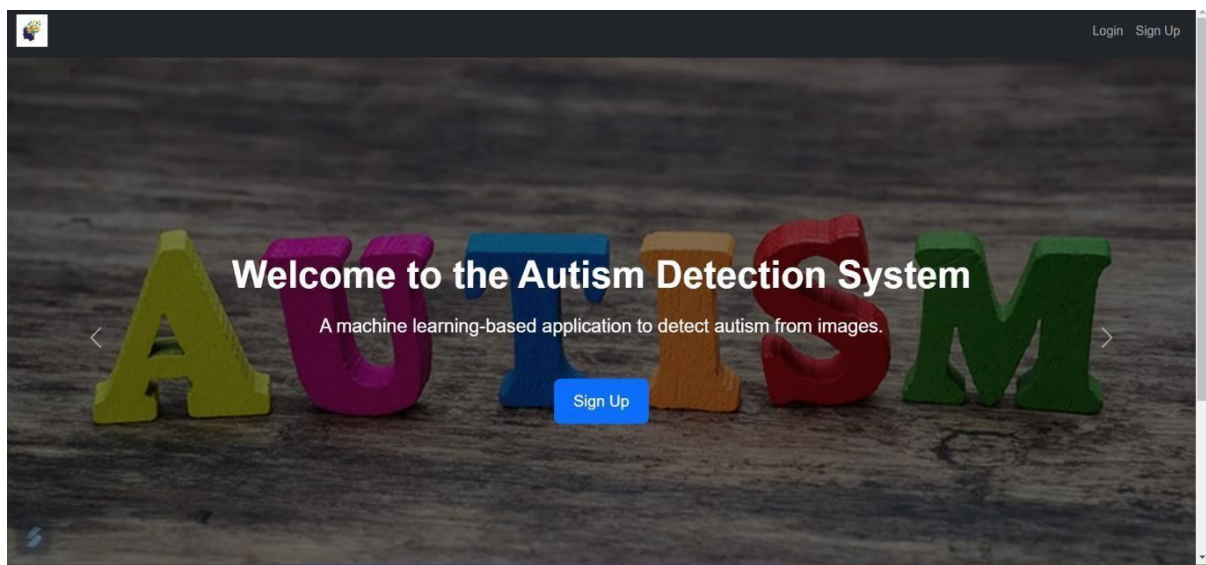 Login Sign Up
AUTISM
Welcome to the Autism Detection System
A machine learning-based application to detect autism from images.
Sign Up